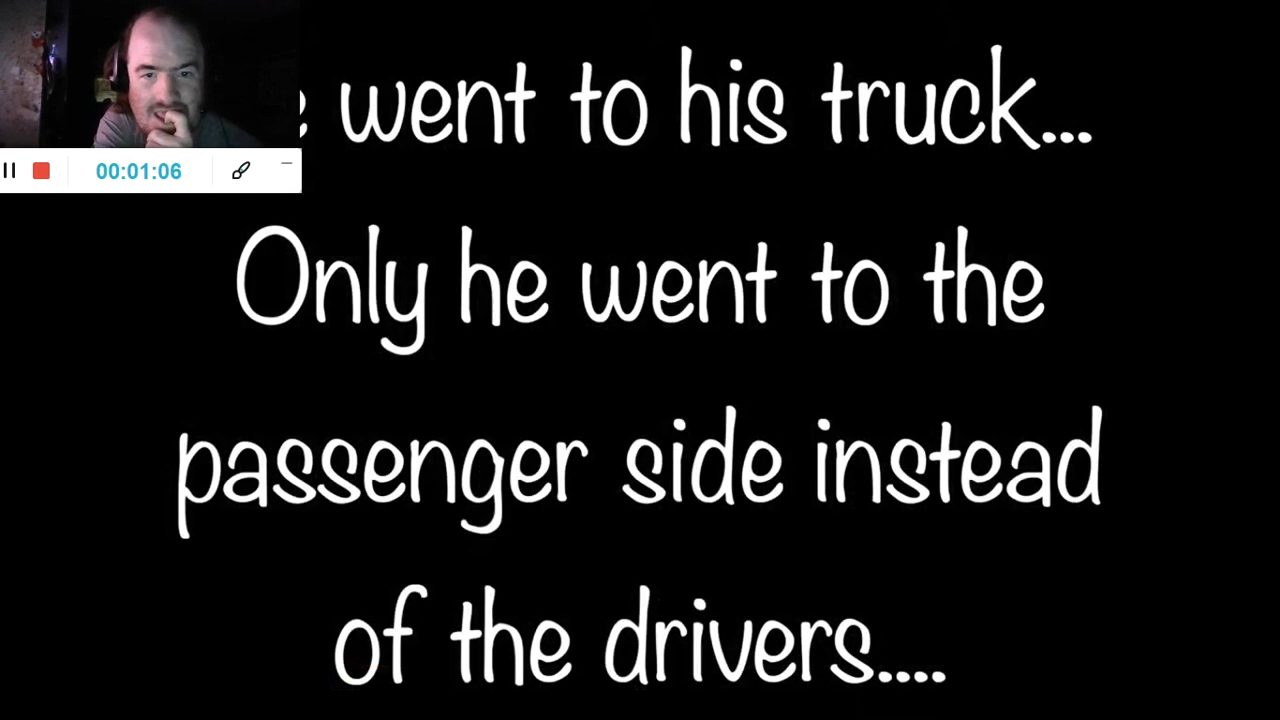 went to his truck...
00:01:06
Only he went to the
passenger side instead
of the drivers....